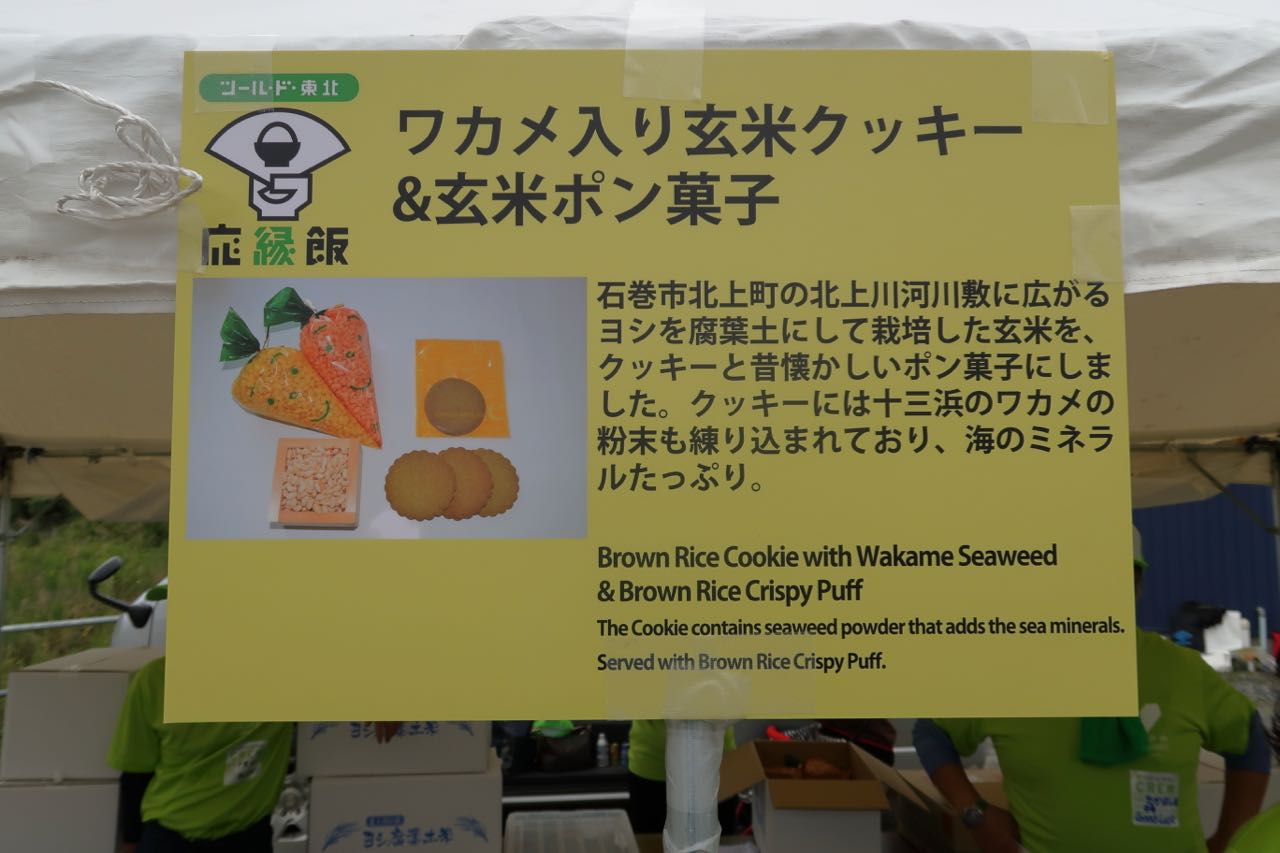 ツール・ド・東北
応縁飯
ワカメ入り玄米クッキー
&玄米ポン菓子
石巻市北上町の北上川河川敷に広がる
ヨシを腐葉土にして栽培した玄米を、
クッキーと昔懐かしいポン菓子にしま
した。クッキーには十三浜のワカメの
粉末も練り込まれており、海のミネラ
ルたっぷり。
Brown Rice Cookie with Wakame Seaweed
& Brown Rice Crispy Puff
The Cookie contains seaweed powder that adds the sea minerals.
Served with Brown Rice Crispy Puff.
ヨシ腐葉土米
CREW